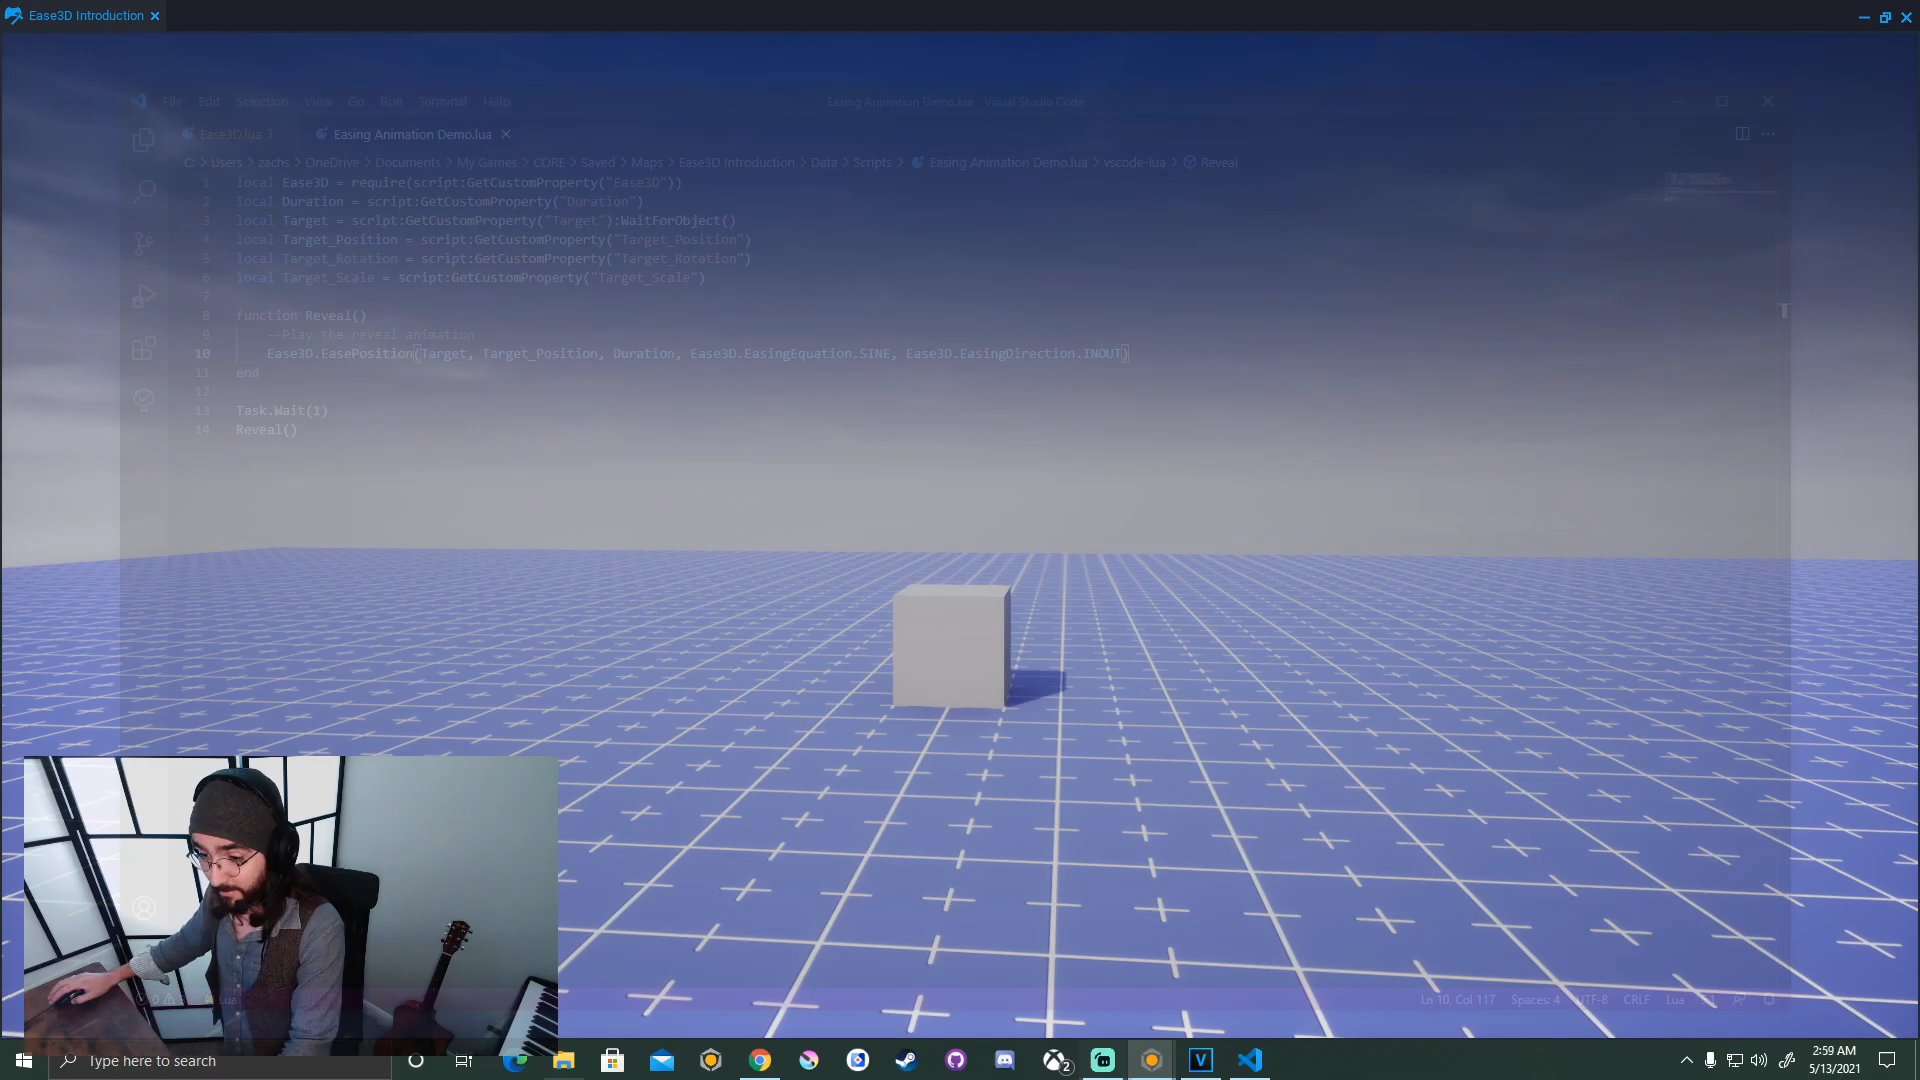 Ease3D Introduction
File Edit Selection View Go Run Terminal Help
Easing Animation Demo.lua - Visual Studio Code
Ease3D.lua 3
Easing Animation Demo.lua
C: > Users > zachs > OneDrive > Documents > My Games > CORE > Saved > Maps > Ease3D Introduction > Data > Scripts > Easing Animation Demo.lua > vscode-lua > Reveal
1 local Ease3D = require(script:GetCustomProperty("Ease3D"))
2 local Duration = script:GetCustomProperty("Duration")
3 local Target = script:GetCustomProperty("Target"):WaitForObject()
4 local Target_Position = script:GetCustomProperty("Target_Position")
5 local Target_Rotation = script:GetCustomProperty("Target_Rotation")
6 local Target_Scale = script:GetCustomProperty("Target_Scale")
7
8 function Reveal()
9 --Play the reveal animation
10 Ease3D.EasePosition(Target, Target_Position, Duration, Ease3D.EasingEquation.SINE, Ease3D.EasingDirection.INOUT)
11 end
12
13 Task.Wait(1)
14 Reveal()
0
Lua
Ln 10, Col 117 Spaces: 4 UTF-8 CRLF Lua
Type here to search
2
V
2:59 AM
5/13/2021